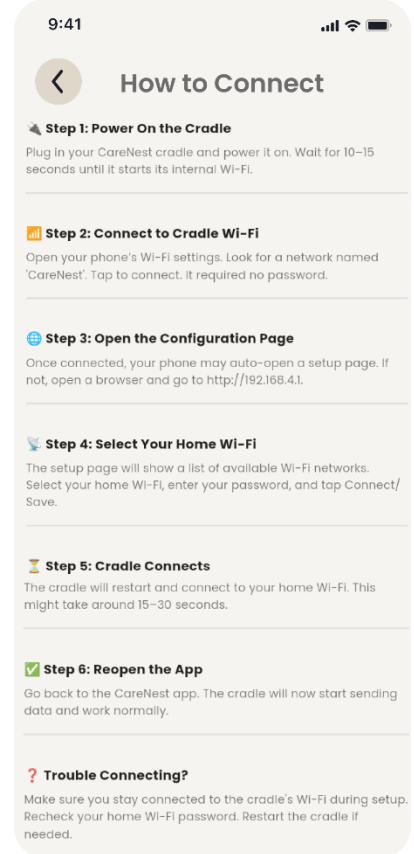 9:41
How to Connect
🔌 Step 1: Power On the Cradle
Plug in your CareNest cradle and power it on. Wait for 10–15
seconds until it starts its internal Wi-Fi.
📶 Step 2: Connect to Cradle Wi-Fi
Open your phone's Wi-Fi settings. Look for a network named
'CareNest'. Tap to connect. It required no password.
🌐 Step 3: Open the Configuration Page
Once connected, your phone may auto-open a setup page. If
not, open a browser and go to http://192.168.4.1.
📡 Step 4: Select Your Home Wi-Fi
The setup page will show a list of available Wi-Fi networks.
Select your home Wi-Fi, enter your password, and tap Connect/
Save.
⏳ Step 5: Cradle Connects
The cradle will restart and connect to your home Wi-Fi. This
might take around 15–30 seconds.
✅ Step 6: Reopen the App
Go back to the CareNest app. The cradle will now start sending
data and work normally.
❓ Trouble Connecting?
Make sure you stay connected to the cradle's Wi-Fi during setup.
Recheck your home Wi-Fi password. Restart the cradle if
needed.